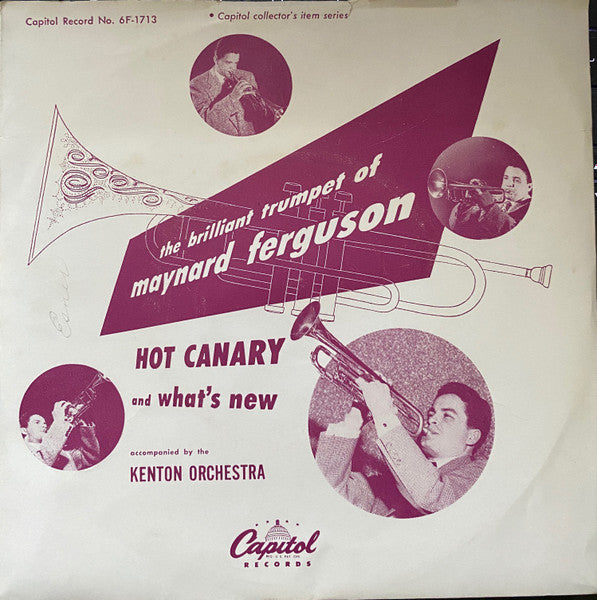 Capitol Record No. 6F-1713
• Capitol collector's item series
the brilliant trumpet of
maynard ferguson
HOT CANARY
and what's new
accompanied by the
KENTON ORCHESTRA
Capitol
RECORDS